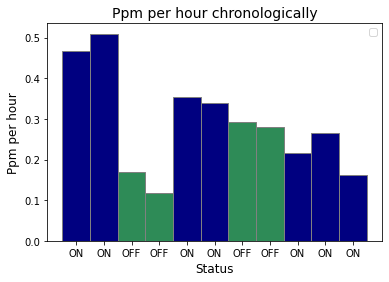 Ppm per hour chronologically
Ppm per hour
0.5
0.4
0.3
0.2
0.1
0.0
ON ON OFF OFF ON ON OFF OFF ON ON ON
Status